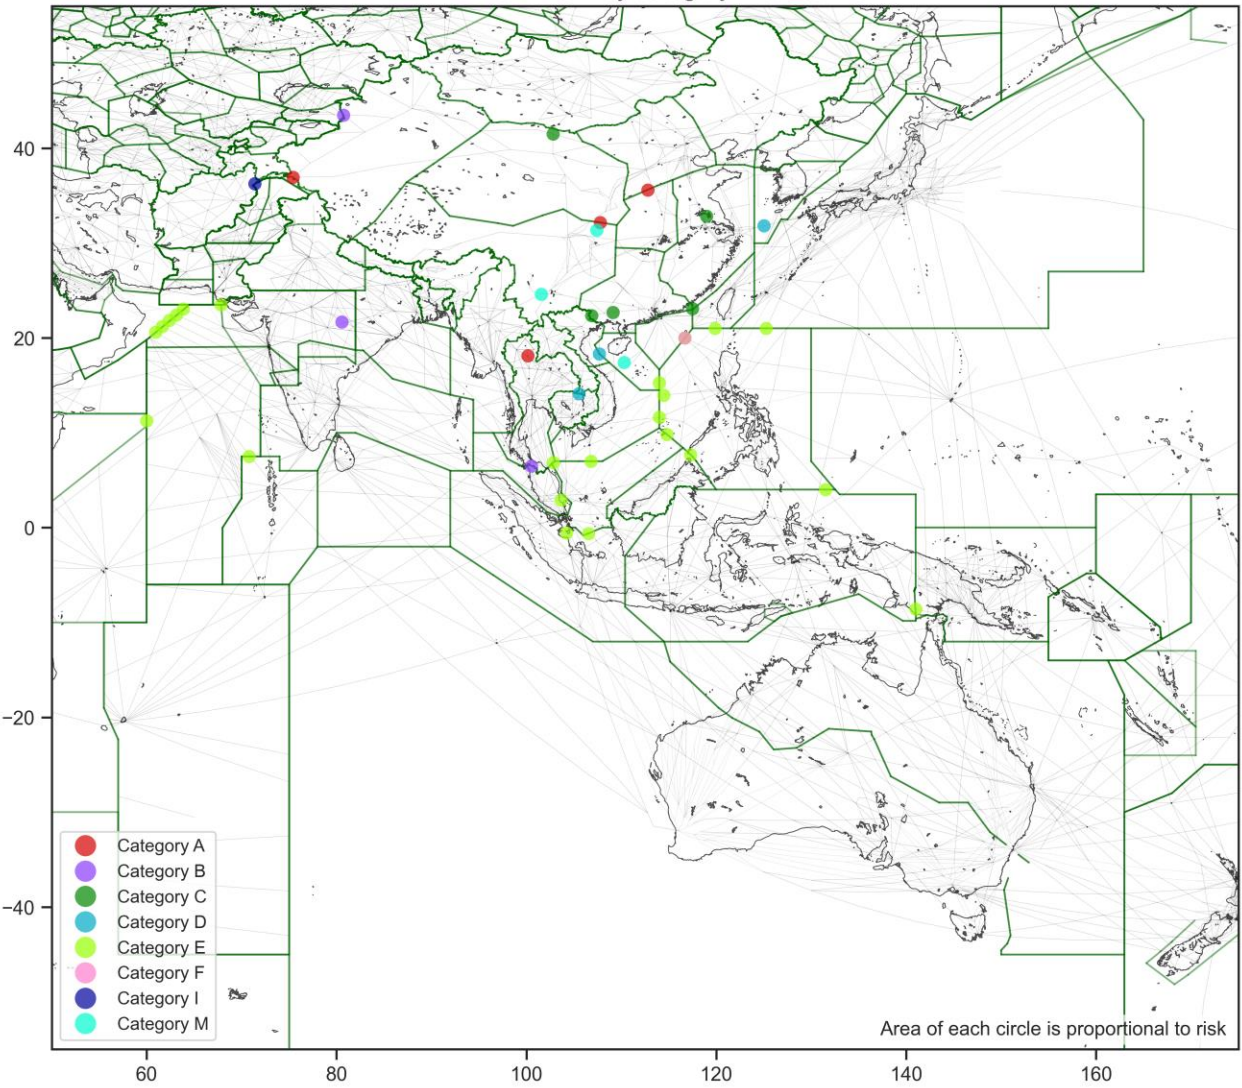 40
20
0
−20
−40
60
80
100
120
140
160
Category A
Category B
Category C
Category D
Category E
Category F
Category I
Category M
Area of each circle is proportional to risk